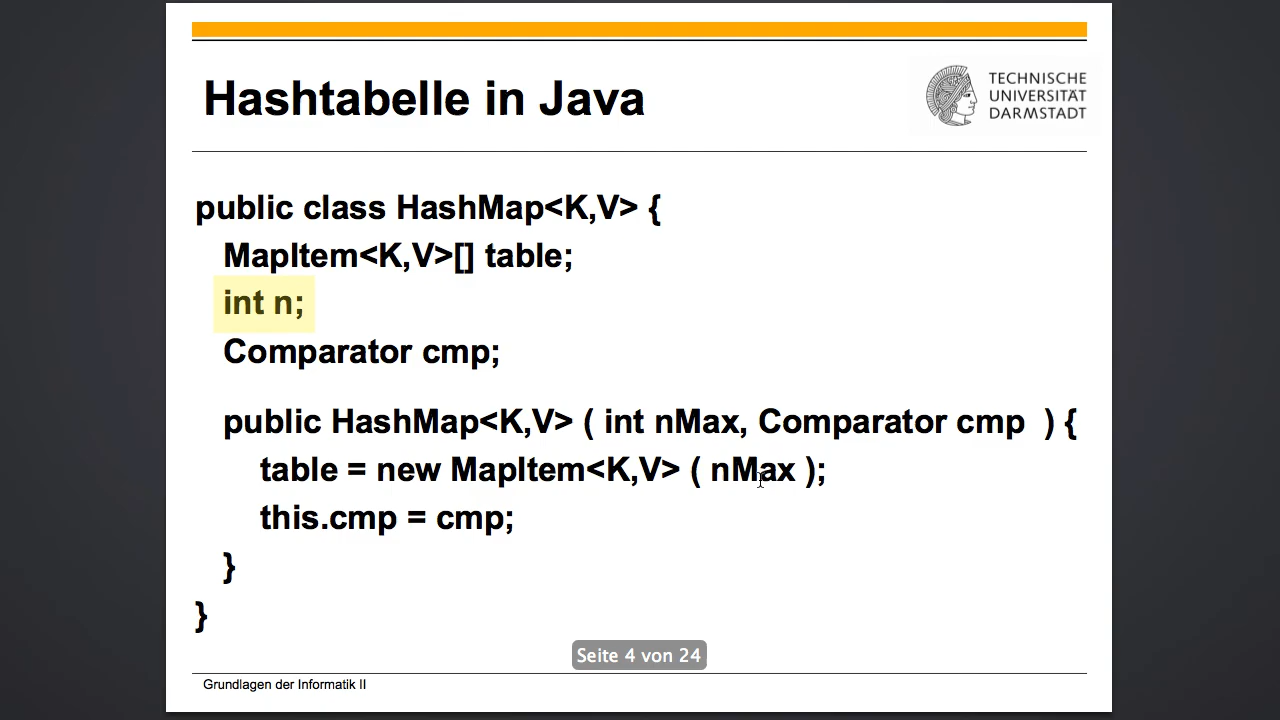 Hashtabelle in Java
TECHNISCHE
UNIVERSITÄT
DARMSTADT
public class HashMap<K,V> {
MapItem<K,V>[] table;
int n;
Comparator cmp;
public HashMap<K,V> ( int nMax, Comparator cmp ) {
table = new MapItem<K,V> ( nMax );
this.cmp = cmp;
}
}
Seite 4 von 24
Grundlagen der Informatik II